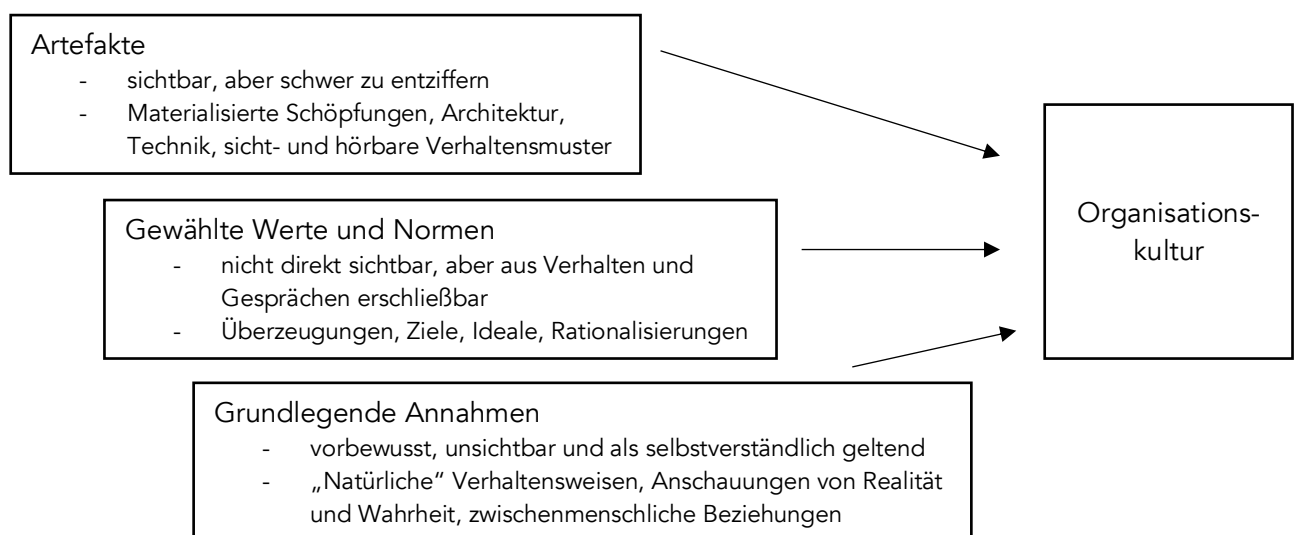 Artefakte
- sichtbar, aber schwer zu entziffern
- Materialisierte Schöpfungen, Architektur,
Technik, sicht- und hörbare Verhaltensmuster
Gewählte Werte und Normen
- nicht direkt sichtbar, aber aus Verhalten und
Gesprächen erschließbar
- Überzeugungen, Ziele, Ideale, Rationalisierungen
Grundlegende Annahmen
- vorbewusst, unsichtbar und als selbstverständlich geltend
- „Natürliche“ Verhaltensweisen, Anschauungen von Realität
und Wahrheit, zwischenmenschliche Beziehungen
Organisations-
kultur